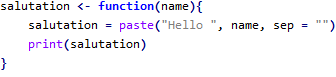 salutation <- function(name){
    salutation = paste("Hello ", name, sep = "")
    print(salutation)
}